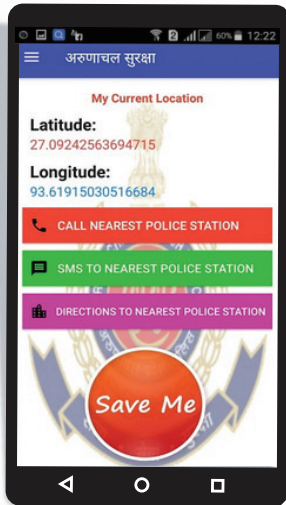 60% 12:22
अरुणाचल सुरक्षा
My Current Location
Latitude:
27.09242563694715
Longitude:
93.61915030516684
CALL NEAREST POLICE STATION
SMS TO NEAREST POLICE STATION
DIRECTIONS TO NEAREST POLICE STATION
Save Me